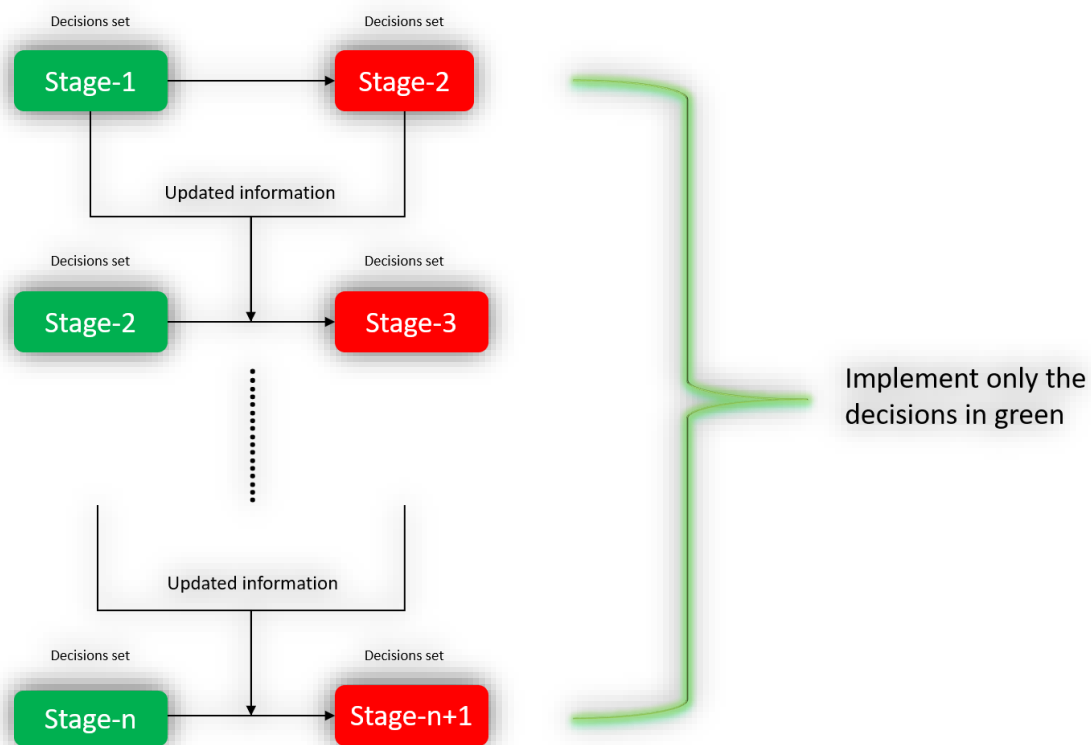 Decisions set
Decisions set
Stage-1
Stage-2
Updated information
Decisions set
Decisions set
Stage-2
Stage-3
Implement only the
decisions in green
Updated information
Decisions set
Decisions set
Stage-n
Stage-n+1